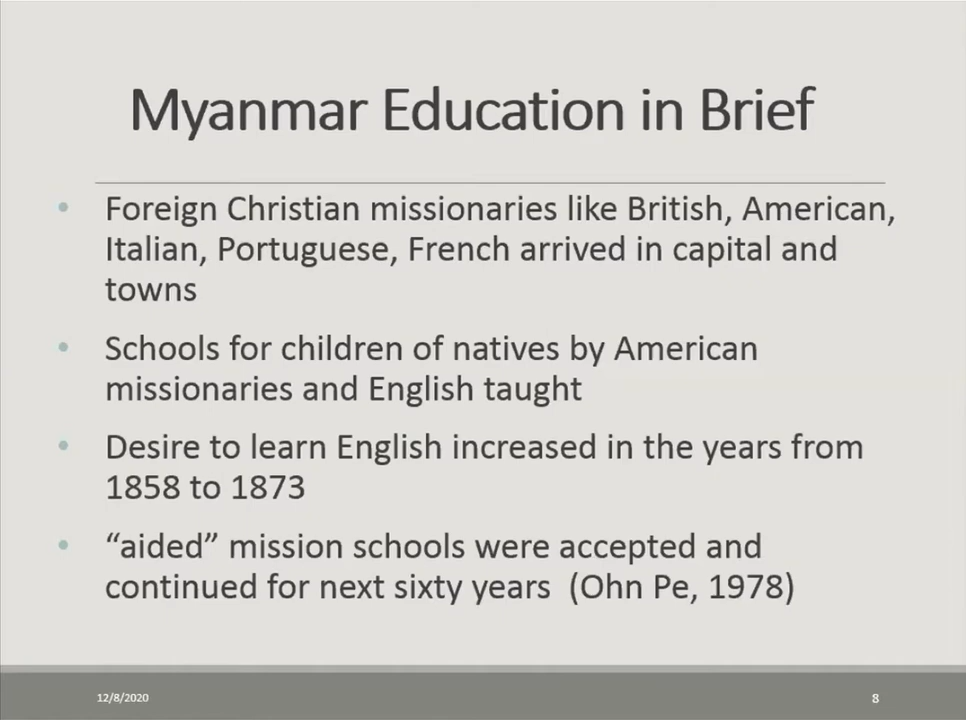 Myanmar Education in Brief
• Foreign Christian missionaries like British, American,
Italian, Portuguese, French arrived in capital and
towns
• Schools for children of natives by American
missionaries and English taught
• Desire to learn English increased in the years from
1858 to 1873
• “aided” mission schools were accepted and
continued for next sixty years  (Ohn Pe, 1978)
12/8/2020
8